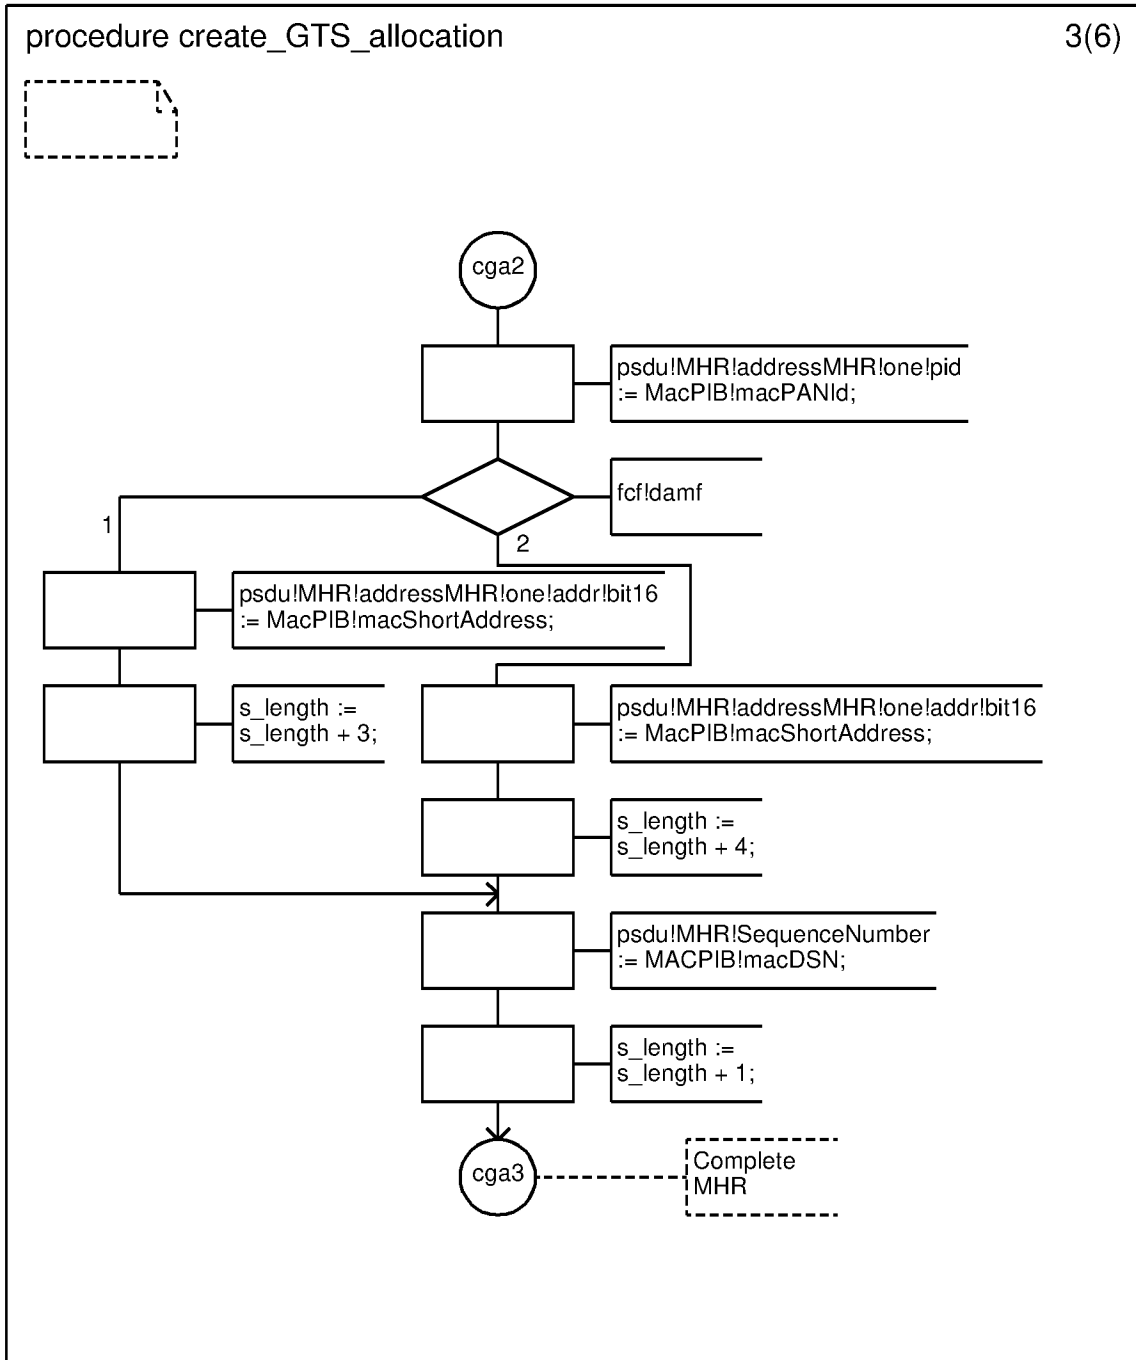 procedure create_GTS_allocation
3(6)
cga2
psdu!MHR!addressMHR!one!pid
:= MacPIB!macPANId;
fcf!damf
1
2
psdu!MHR!addressMHR!one!addr!bit16
:= MacPIB!macShortAddress;
s_length :=
s_length + 3;
psdu!MHR!addressMHR!one!addr!bit16
:= MacPIB!macShortAddress;
s_length :=
s_length + 4;
psdu!MHR!SequenceNumber
:= MACPIB!macDSN;
s_length :=
s_length + 1;
cga3
Complete
MHR